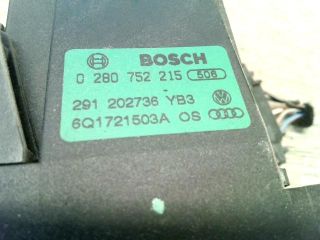 BOSCH
0 280 752 215 506
291 202736 YB3
6Q1721503A OS